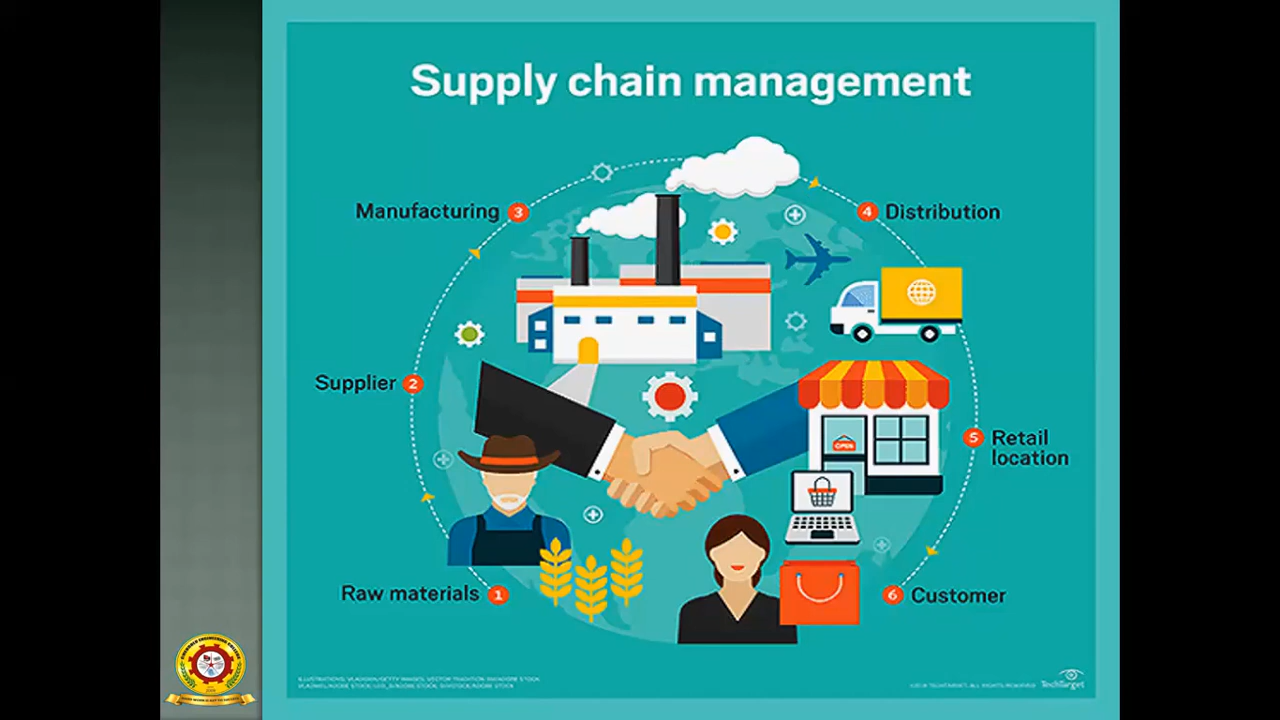 Supply chain management
Manufacturing 3
4 Distribution
Supplier 2
OPEN
5 Retail
location
Raw materials 1
6 Customer
TechTarget